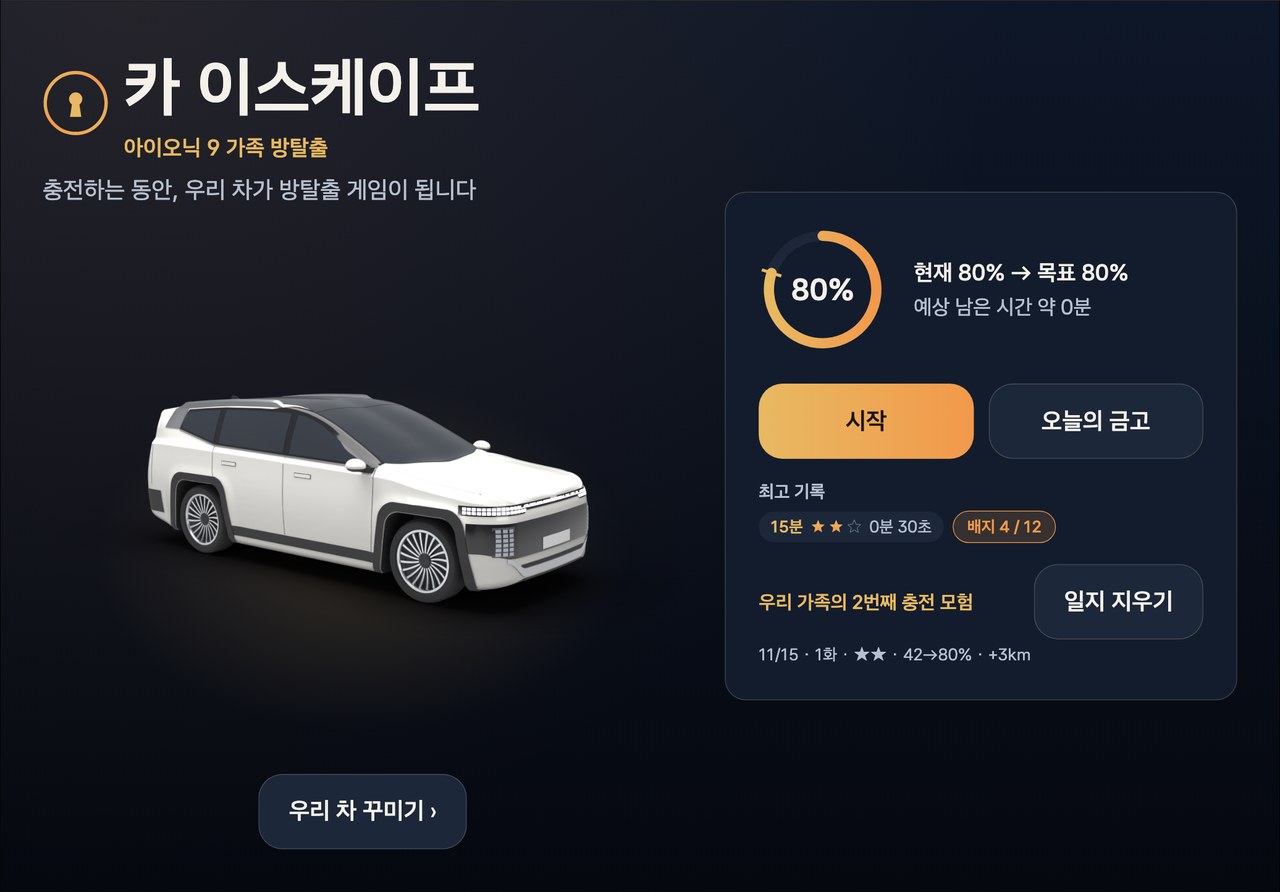 카 이스케이프
아이오닉 9 가족 방탈출
충전하는 동안, 우리 차가 방탈출 게임이 됩니다
80%
현재 80% → 목표 80%
예상 남은 시간 약 0분
시작
오늘의 금고
최고 기록
15분 ★★☆ 0분 30초
배지 4 / 12
우리 가족의 2번째 충전 모험
일지 지우기
11/15 · 1화 · ★★ · 42→80% · +3km
우리 차 꾸미기 ›